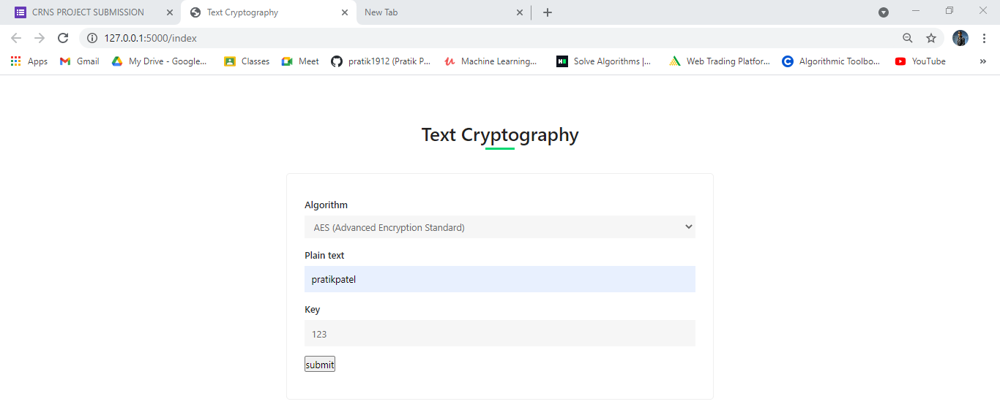 CRNS PROJECT SUBMISSION Text Cryptography New Tab
127.0.0.1:5000/index
Apps Gmail My Drive - Google... Classes Meet pratik1912 (Pratik P... Machine Learning... Solve Algorithms |... Web Trading Platfor... Algorithmic Toolbo... YouTube »
Text Cryptography
Algorithm
AES (Advanced Encryption Standard)
Plain text
pratikpatel
Key
123
submit